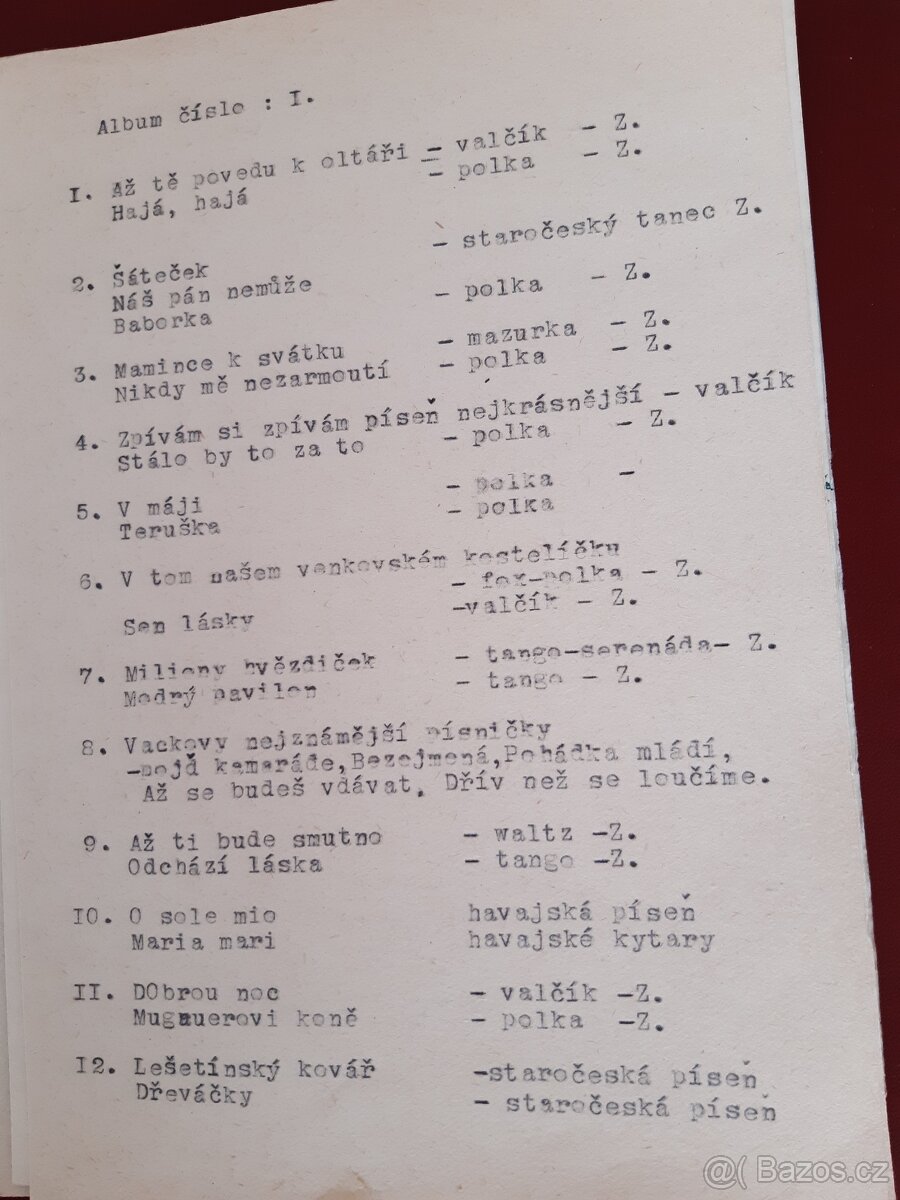 Album číslo : I.
I. Až tě povedu k oltáři - valčík - Z.
Hajá, hajá - polka - Z.
2. Šáteček - staročeský tanec Z.
Náš pán nemůže
Baborka - polka - Z.
3. Mamince k svátku - mazurka - Z.
Nikdy mě nezarmoutí - polka - Z.
4. Zpívám si zpívám píseň nejkrásnější - valčík
Stálo by to za to - polka - Z.
5. V máji - polka -
Teruška - polka
6. V tom našem venkovském kostelíčku
- fox-polka - Z.
Sen lásky -valčík - Z.
7. Miliony hvězdiček - tango-serenáda- Z.
Modrý pavilon - tango - Z.
8. Vackovy nejznámější písničky
-pojď kamaráde,Bezejmená,Pohádka mládí,
Až se budeš vdávat. Dřív než se loučíme.
9. Až ti bude smutno - waltz -Z.
Odchází láska - tango -Z.
I0. O sole mio havajská píseň
Maria mari havajské kytary
II. DObrou noc - valčík -Z.
Mugnuerovi koně - polka -Z.
I2. Lešetínský kovář -staročeská píseň
Dřeváčky - staročeská píseň
@( Bazos.cz